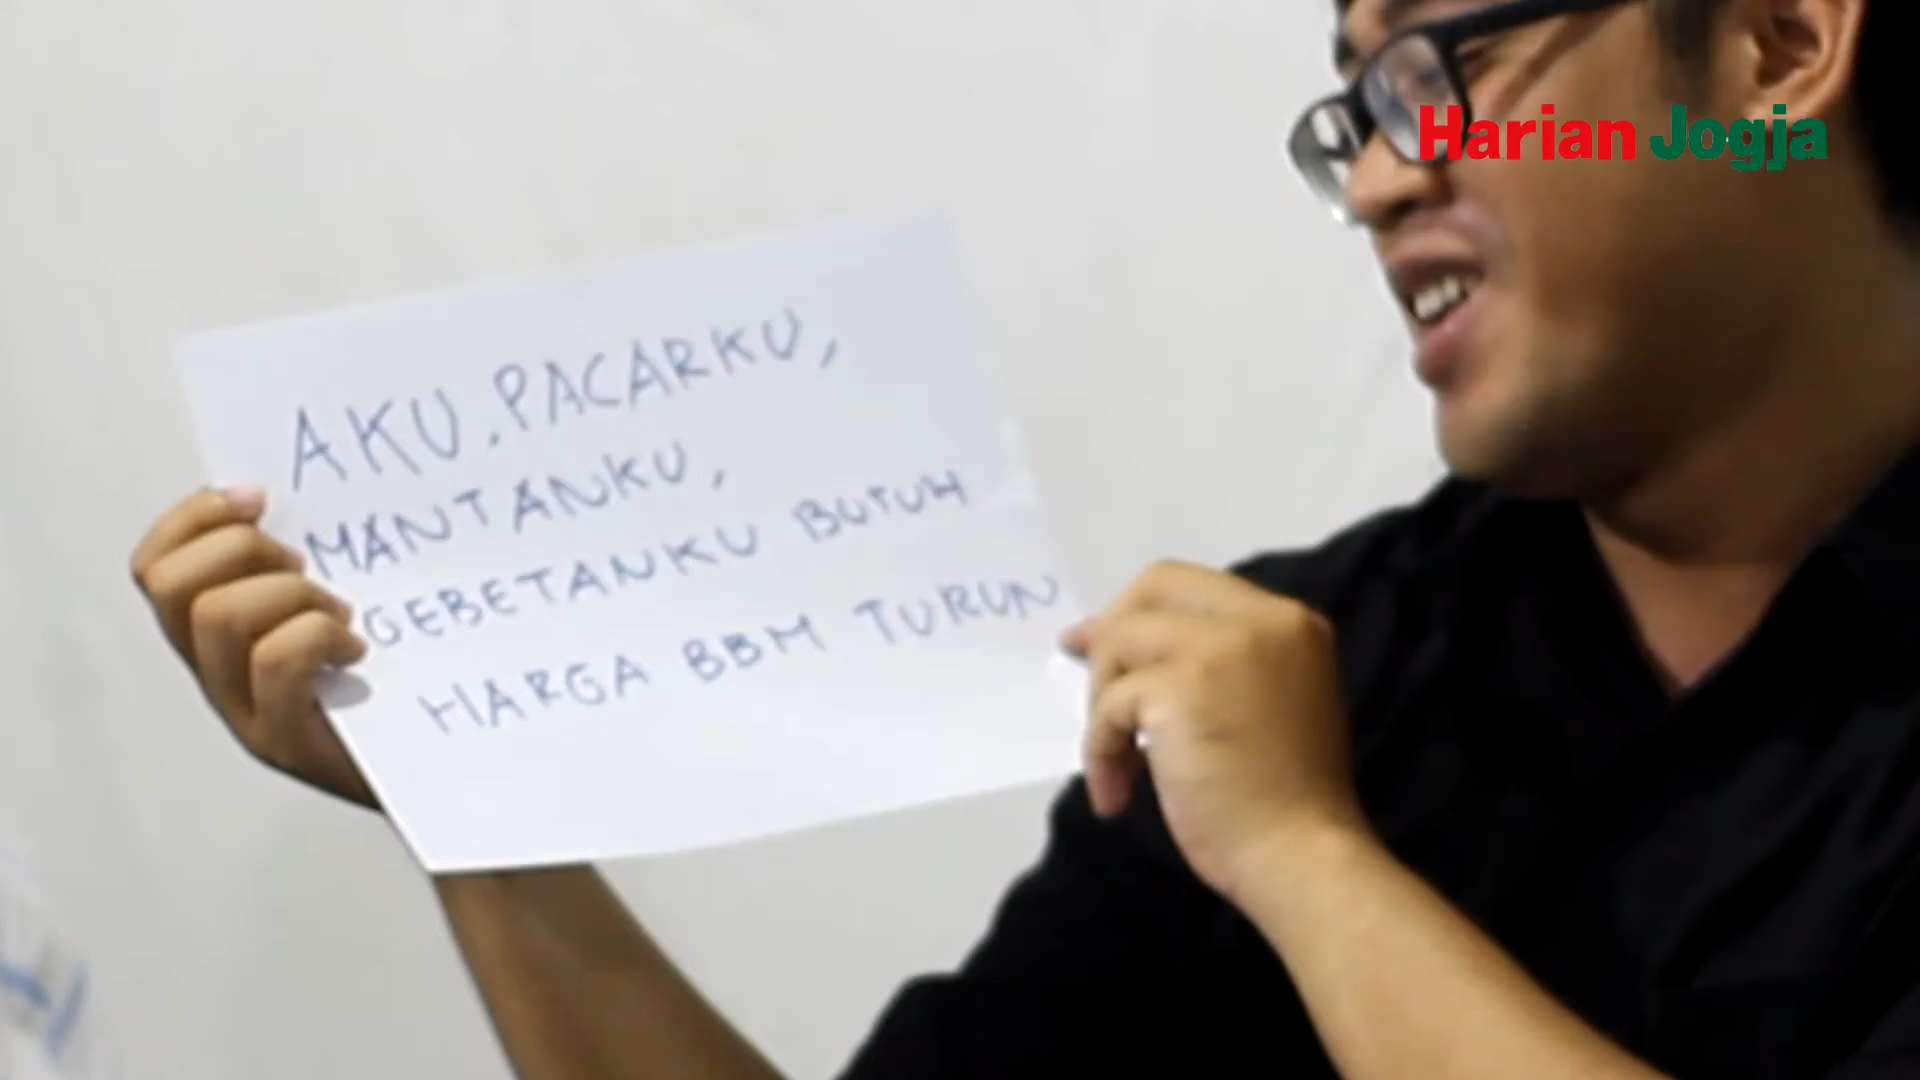 Harian Jogja
AKU, PACARKU,
MANTANKU,
GEBETANKU BUTUH
HARGA BBM TURUN